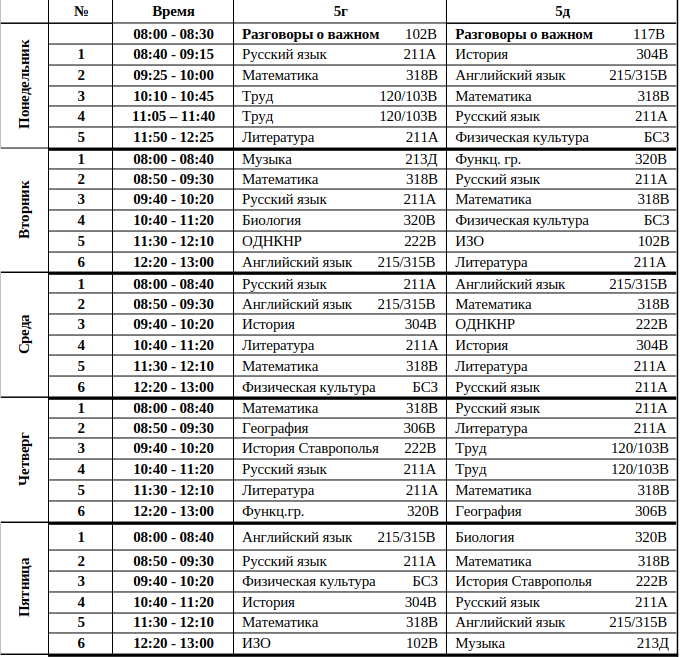 № Время 5г 5д
Понедельник
08:00 - 08:30 Разговоры о важном 102В Разговоры о важном 117В
1 08:40 - 09:15 Русский язык 211А История 304В
2 09:25 - 10:00 Математика 318В Английский язык 215/315В
3 10:10 - 10:45 Труд 120/103В Математика 318В
4 11:05 – 11:40 Труд 120/103В Русский язык 211А
5 11:50 - 12:25 Литература 211А Физическая культура БСЗ
Вторник
1 08:00 - 08:40 Музыка 213Д Функц. гр. 320В
2 08:50 - 09:30 Математика 318В Русский язык 211А
3 09:40 - 10:20 Русский язык 211А Математика 318В
4 10:40 - 11:20 Биология 320В Физическая культура БСЗ
5 11:30 - 12:10 ОДНКНР 222В ИЗО 102В
6 12:20 - 13:00 Английский язык 215/315В Литература 211А
Среда
1 08:00 - 08:40 Русский язык 211А Английский язык 215/315В
2 08:50 - 09:30 Английский язык 215/315В Математика 318В
3 09:40 - 10:20 История 304В ОДНКНР 222В
4 10:40 - 11:20 Литература 211А История 304В
5 11:30 - 12:10 Математика 318В Литература 211А
6 12:20 - 13:00 Физическая культура БСЗ Русский язык 211А
Четверг
1 08:00 - 08:40 Математика 318В Русский язык 211А
2 08:50 - 09:30 География 306В Литература 211А
3 09:40 - 10:20 История Ставрополья 222В Труд 120/103В
4 10:40 - 11:20 Русский язык 211А Труд 120/103В
5 11:30 - 12:10 Литература 211А Математика 318В
6 12:20 - 13:00 Функц.гр. 320В География 306В
Пятница
1 08:00 - 08:40 Английский язык 215/315В Биология 320В
2 08:50 - 09:30 Русский язык 211А Математика 318В
3 09:40 - 10:20 Физическая культура БСЗ История Ставрополья 222В
4 10:40 - 11:20 История 304В Русский язык 211А
5 11:30 - 12:10 Математика 318В Английский язык 215/315В
6 12:20 - 13:00 ИЗО 102В Музыка 213Д